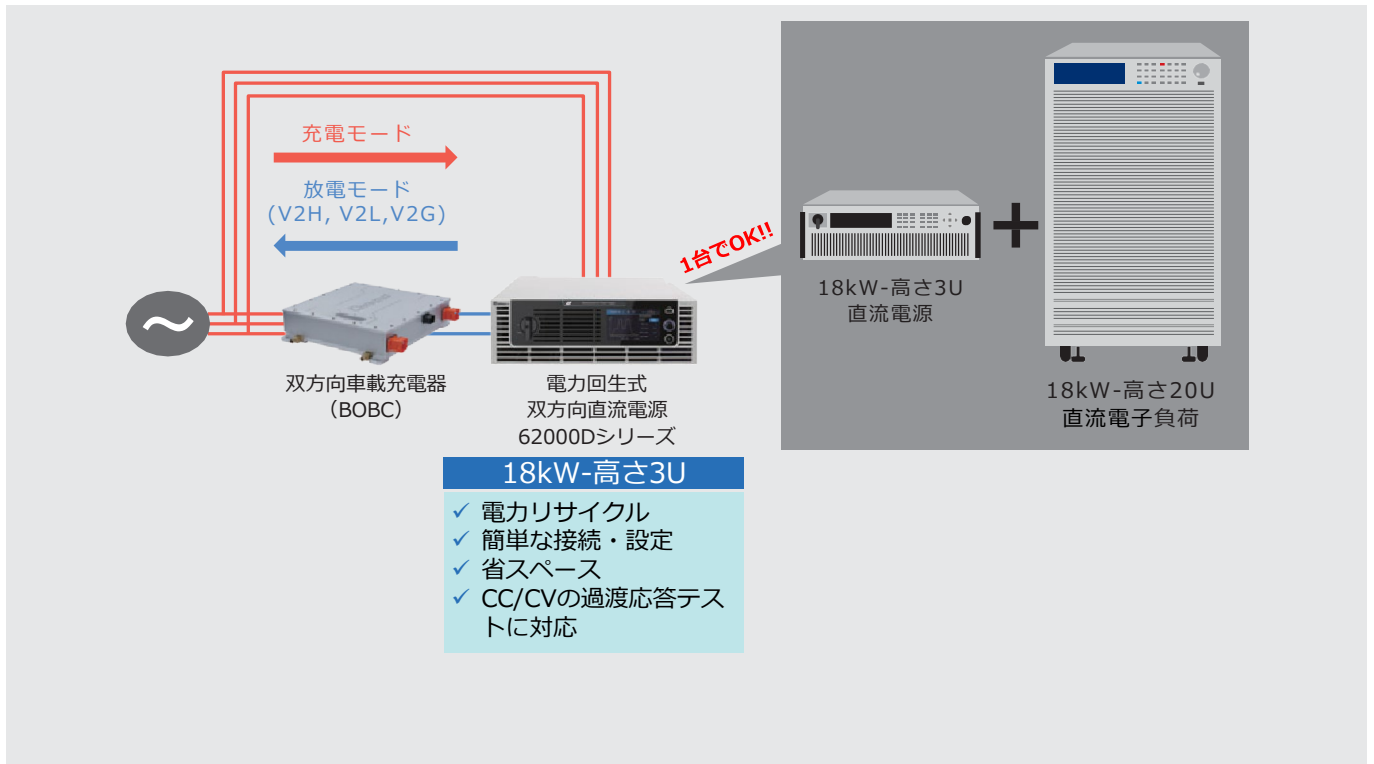 充電モード
放電モード
(V2H, V2L,V2G)
1台でOK!!
18kW-高さ3U
直流電源
18kW-高さ20U
直流電子負荷
双方向車載充電器
（BOBC）
電力回生式
双方向直流電源
62000Dシリーズ
18kW-高さ3U
✓ 電力リサイクル
✓ 簡単な接続・設定
✓ 省スペース
✓ CC/CVの過渡応答テス
トに対応